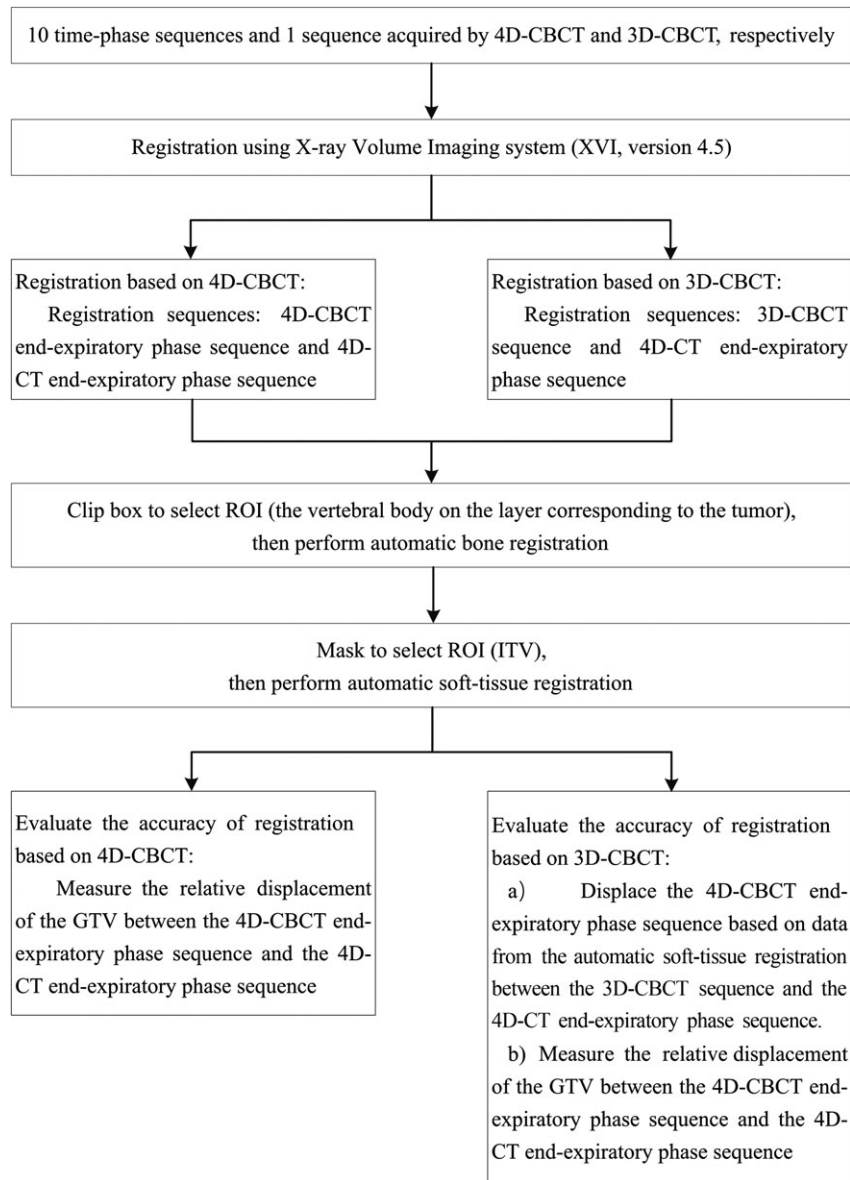 10 time-phase sequences and 1 sequence acquired by 4D-CBCT and 3D-CBCT, respectively
Registration using X-ray Volume Imaging system (XVI, version 4.5)
Registration based on 4D-CBCT:
Registration sequences: 4D-CBCT
end-expiratory phase sequence and 4D-
CT end-expiratory phase sequence
Registration based on 3D-CBCT:
Registration sequences: 3D-CBCT
sequence and 4D-CT end-expiratory
phase sequence
Clip box to select ROI (the vertebral body on the layer corresponding to the tumor),
then perform automatic bone registration
Mask to select ROI (ITV),
then perform automatic soft-tissue registration
Evaluate the accuracy of registration
based on 4D-CBCT:
Measure the relative displacement
of the GTV between the 4D-CBCT end-
expiratory phase sequence and the 4D-
CT end-expiratory phase sequence
Evaluate the accuracy of registration
based on 3D-CBCT:
a) Displace the 4D-CBCT end-
expiratory phase sequence based on data
from the automatic soft-tissue registration
between the 3D-CBCT sequence and the
4D-CT end-expiratory phase sequence.
b) Measure the relative displacement
of the GTV between the 4D-CBCT end-
expiratory phase sequence and the 4D-
CT end-expiratory phase sequence